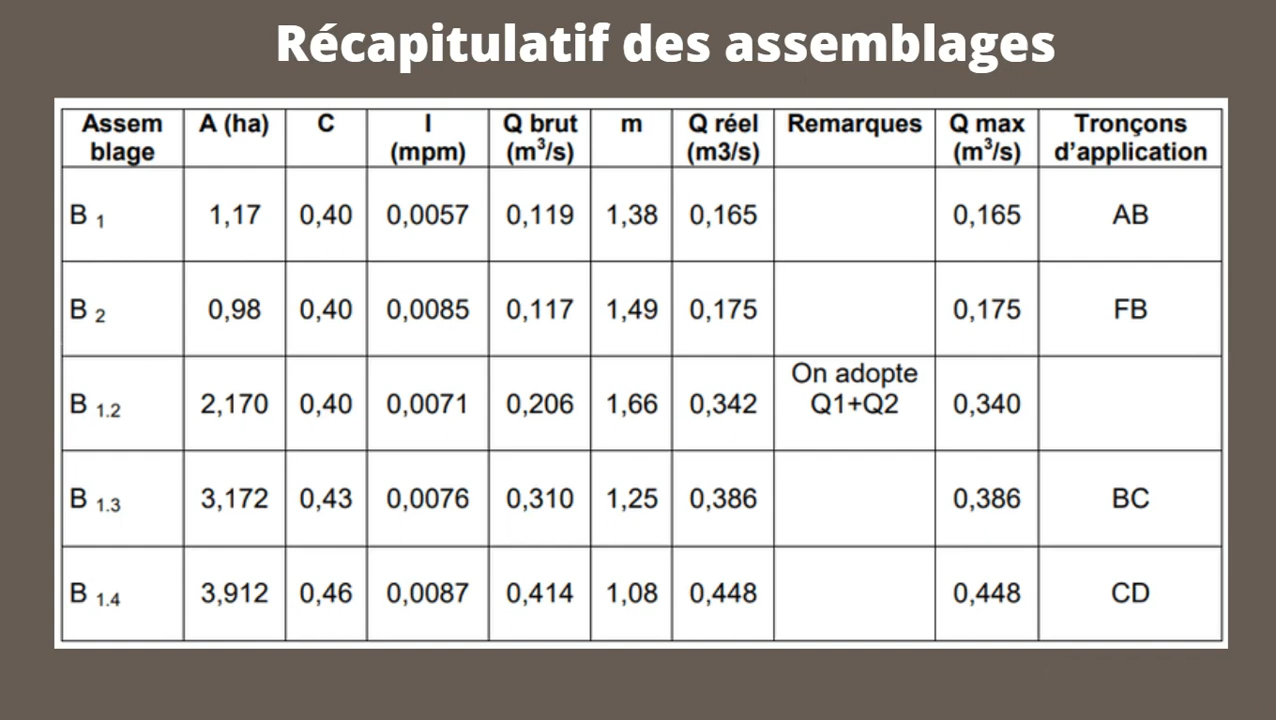 Récapitulatif des assemblages
Assem blage A (ha) C I (mpm) Q brut (m³/s) m Q réel (m3/s) Remarques Q max (m³/s) Tronçons d'application
B 1 1,17 0,40 0,0057 0,119 1,38 0,165 0,165 AB
B 2 0,98 0,40 0,0085 0,117 1,49 0,175 0,175 FB
B 1.2 2,170 0,40 0,0071 0,206 1,66 0,342 On adopte Q1+Q2 0,340
B 1.3 3,172 0,43 0,0076 0,310 1,25 0,386 0,386 BC
B 1.4 3,912 0,46 0,0087 0,414 1,08 0,448 0,448 CD